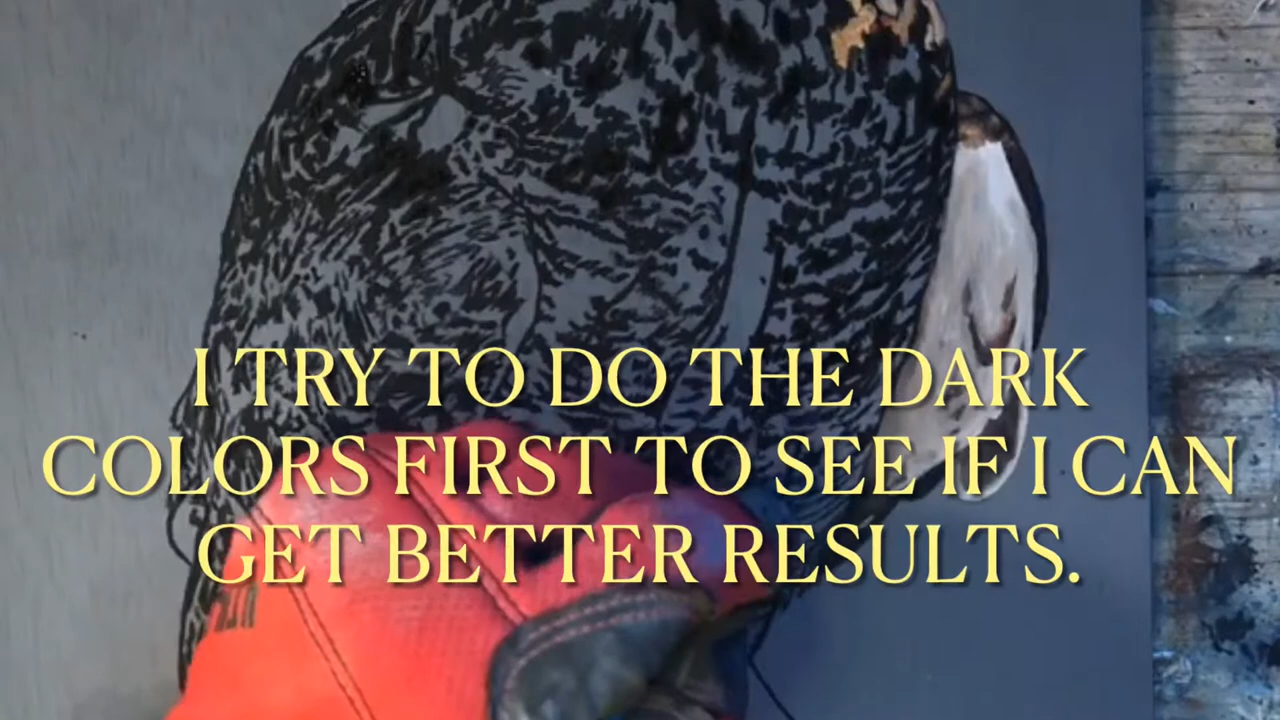 I TRY TO DO THE DARK
COLORS FIRST TO SEE IF I CAN
GET BETTER RESULTS.